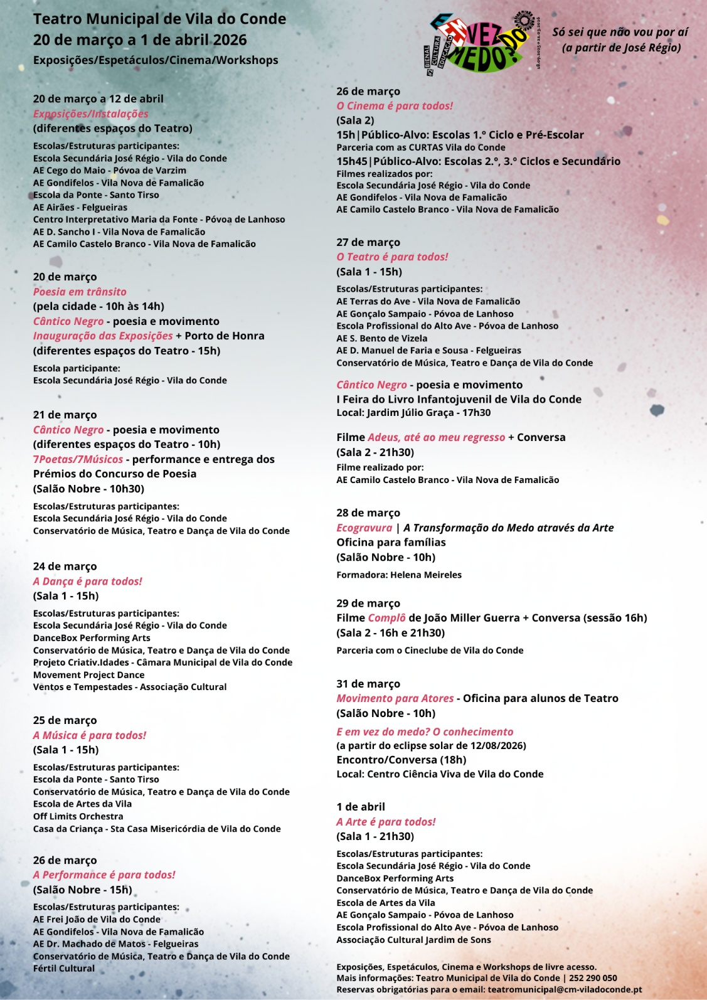 Teatro Municipal de Vila do Conde
20 de março a 1 de abril 2026
Exposições/Espetáculos/Cinema/Workshops
#2 BIENAL
CULTURA
EDUCAÇÃO
E EM VEZ DO
MEDO?
Só sei que não vou por aí
(a partir de José Régio)
20 de março a 12 de abril
Exposições/Instalações
(diferentes espaços do Teatro)
Escolas/Estruturas participantes:
Escola Secundária José Régio - Vila do Conde
AE Cego do Maio - Póvoa de Varzim
AE Gondifelos - Vila Nova de Famalicão
Escola da Ponte - Santo Tirso
AE Airães - Felgueiras
Centro Interpretativo Maria da Fonte - Póvoa de Lanhoso
AE D. Sancho I - Vila Nova de Famalicão
AE Camilo Castelo Branco - Vila Nova de Famalicão
20 de março
Poesia em trânsito
(pela cidade - 10h às 14h)
Cântico Negro - poesia e movimento
Inauguração das Exposições + Porto de Honra
(diferentes espaços do Teatro - 15h)
Escola participante:
Escola Secundária José Régio - Vila do Conde
21 de março
Cântico Negro - poesia e movimento
(diferentes espaços do Teatro - 10h)
7Poetas/7Músicos - performance e entrega dos
Prémios do Concurso de Poesia
(Salão Nobre - 10h30)
Escolas/Estruturas participantes:
Escola Secundária José Régio - Vila do Conde
Conservatório de Música, Teatro e Dança de Vila do Conde
24 de março
A Dança é para todos!
(Sala 1 - 15h)
Escolas/Estruturas participantes:
Escola Secundária José Régio - Vila do Conde
DanceBox Performing Arts
Conservatório de Música, Teatro e Dança de Vila do Conde
Projeto Criativ.Idades - Câmara Municipal de Vila do Conde
Movement Project Dance
Ventos e Tempestades - Associação Cultural
25 de março
A Música é para todos!
(Sala 1 - 15h)
Escolas/Estruturas participantes:
Escola da Ponte - Santo Tirso
Conservatório de Música, Teatro e Dança de Vila do Conde
Escola de Artes da Vila
Off Limits Orchestra
Casa da Criança - Sta Casa Misericórdia de Vila do Conde
26 de março
A Performance é para todos!
(Salão Nobre - 15h)
Escolas/Estruturas participantes:
AE Frei João de Vila do Conde
AE Gondifelos - Vila Nova de Famalicão
AE Dr. Machado de Matos - Felgueiras
Conservatório de Música, Teatro e Dança de Vila do Conde
Fértil Cultural
26 de março
O Cinema é para todos!
(Sala 2)
15h|Público-Alvo: Escolas 1.º Ciclo e Pré-Escolar
Parceria com as CURTAS Vila do Conde
15h45|Público-Alvo: Escolas 2.º, 3.º Ciclos e Secundário
Filmes realizados por:
Escola Secundária José Régio - Vila do Conde
AE Gondifelos - Vila Nova de Famalicão
AE Camilo Castelo Branco - Vila Nova de Famalicão
27 de março
O Teatro é para todos!
(Sala 1 - 15h)
Escolas/Estruturas participantes:
AE Terras do Ave - Vila Nova de Famalicão
AE Gonçalo Sampaio - Póvoa de Lanhoso
Escola Profissional do Alto Ave - Póvoa de Lanhoso
AE S. Bento de Vizela
AE D. Manuel de Faria e Sousa - Felgueiras
Conservatório de Música, Teatro e Dança de Vila do Conde
Cântico Negro - poesia e movimento
I Feira do Livro Infantojuvenil de Vila do Conde
Local: Jardim Júlio Graça - 17h30
Filme Adeus, até ao meu regresso + Conversa
(Sala 2 - 21h30)
Filme realizado por:
AE Camilo Castelo Branco - Vila Nova de Famalicão
28 de março
Ecogravura | A Transformação do Medo através da Arte
Oficina para famílias
(Salão Nobre - 10h)
Formadora: Helena Meireles
29 de março
Filme Complô de João Miller Guerra + Conversa (sessão 16h)
(Sala 2 - 16h e 21h30)
Parceria com o Cineclube de Vila do Conde
31 de março
Movimento para Atores - Oficina para alunos de Teatro
(Salão Nobre - 10h)
E em vez do medo? O conhecimento
(a partir do eclipse solar de 12/08/2026)
Encontro/Conversa (18h)
Local: Centro Ciência Viva de Vila do Conde
1 de abril
A Arte é para todos!
(Sala 1 - 21h30)
Escolas/Estruturas participantes:
Escola Secundária José Régio - Vila do Conde
DanceBox Performing Arts
Conservatório de Música, Teatro e Dança de Vila do Conde
Escola de Artes da Vila
AE Gonçalo Sampaio - Póvoa de Lanhoso
Escola Profissional do Alto Ave - Póvoa de Lanhoso
Associação Cultural Jardim de Sons
Exposições, Espetáculos, Cinema e Workshops de livre acesso.
Mais informações: Teatro Municipal de Vila do Conde | 252 290 050
Reservas obrigatórias para o email: teatromunicipal@cm-viladoconde.pt